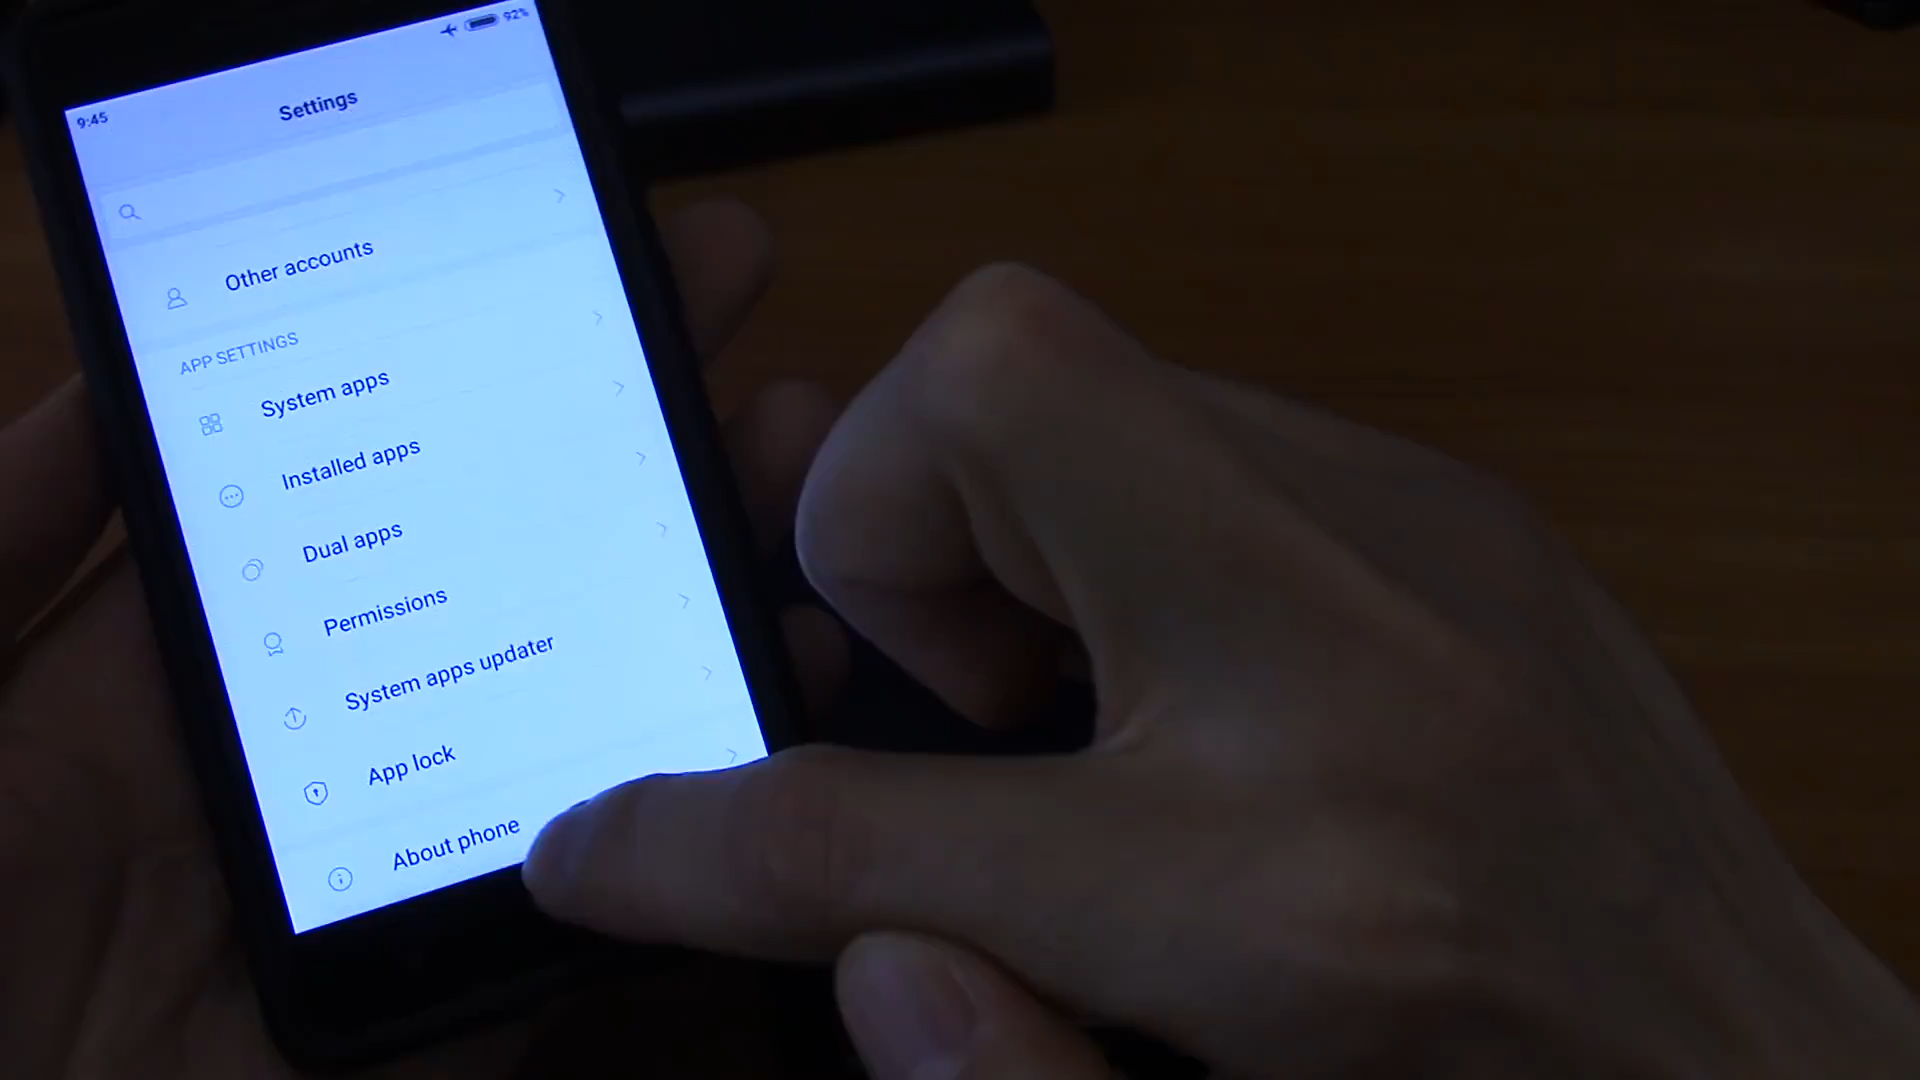 9:45
92%
Settings
Other accounts
APP SETTINGS
System apps
Installed apps
Dual apps
Permissions
System apps updater
App lock
About phone